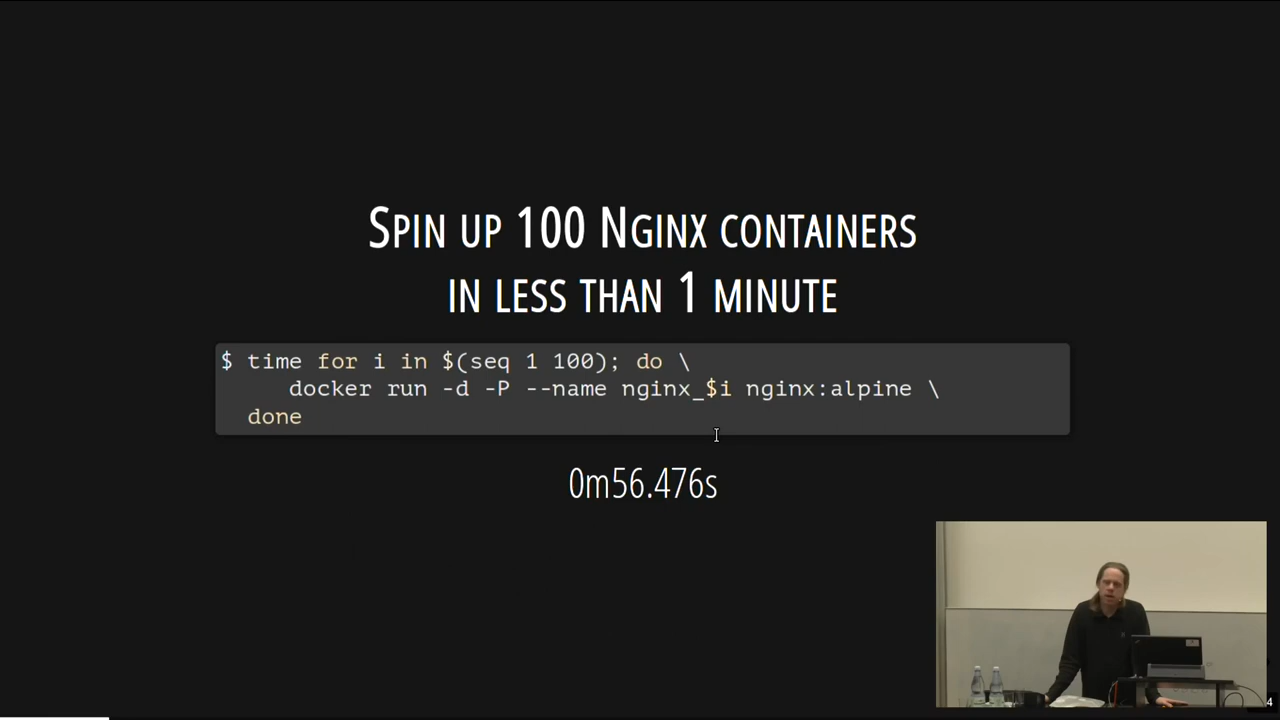 Spin up 100 Nginx containers
in less than 1 minute
$ time for i in $(seq 1 100); do \
docker run -d -P --name nginx_$i nginx:alpine \
done
0m56.476s
4